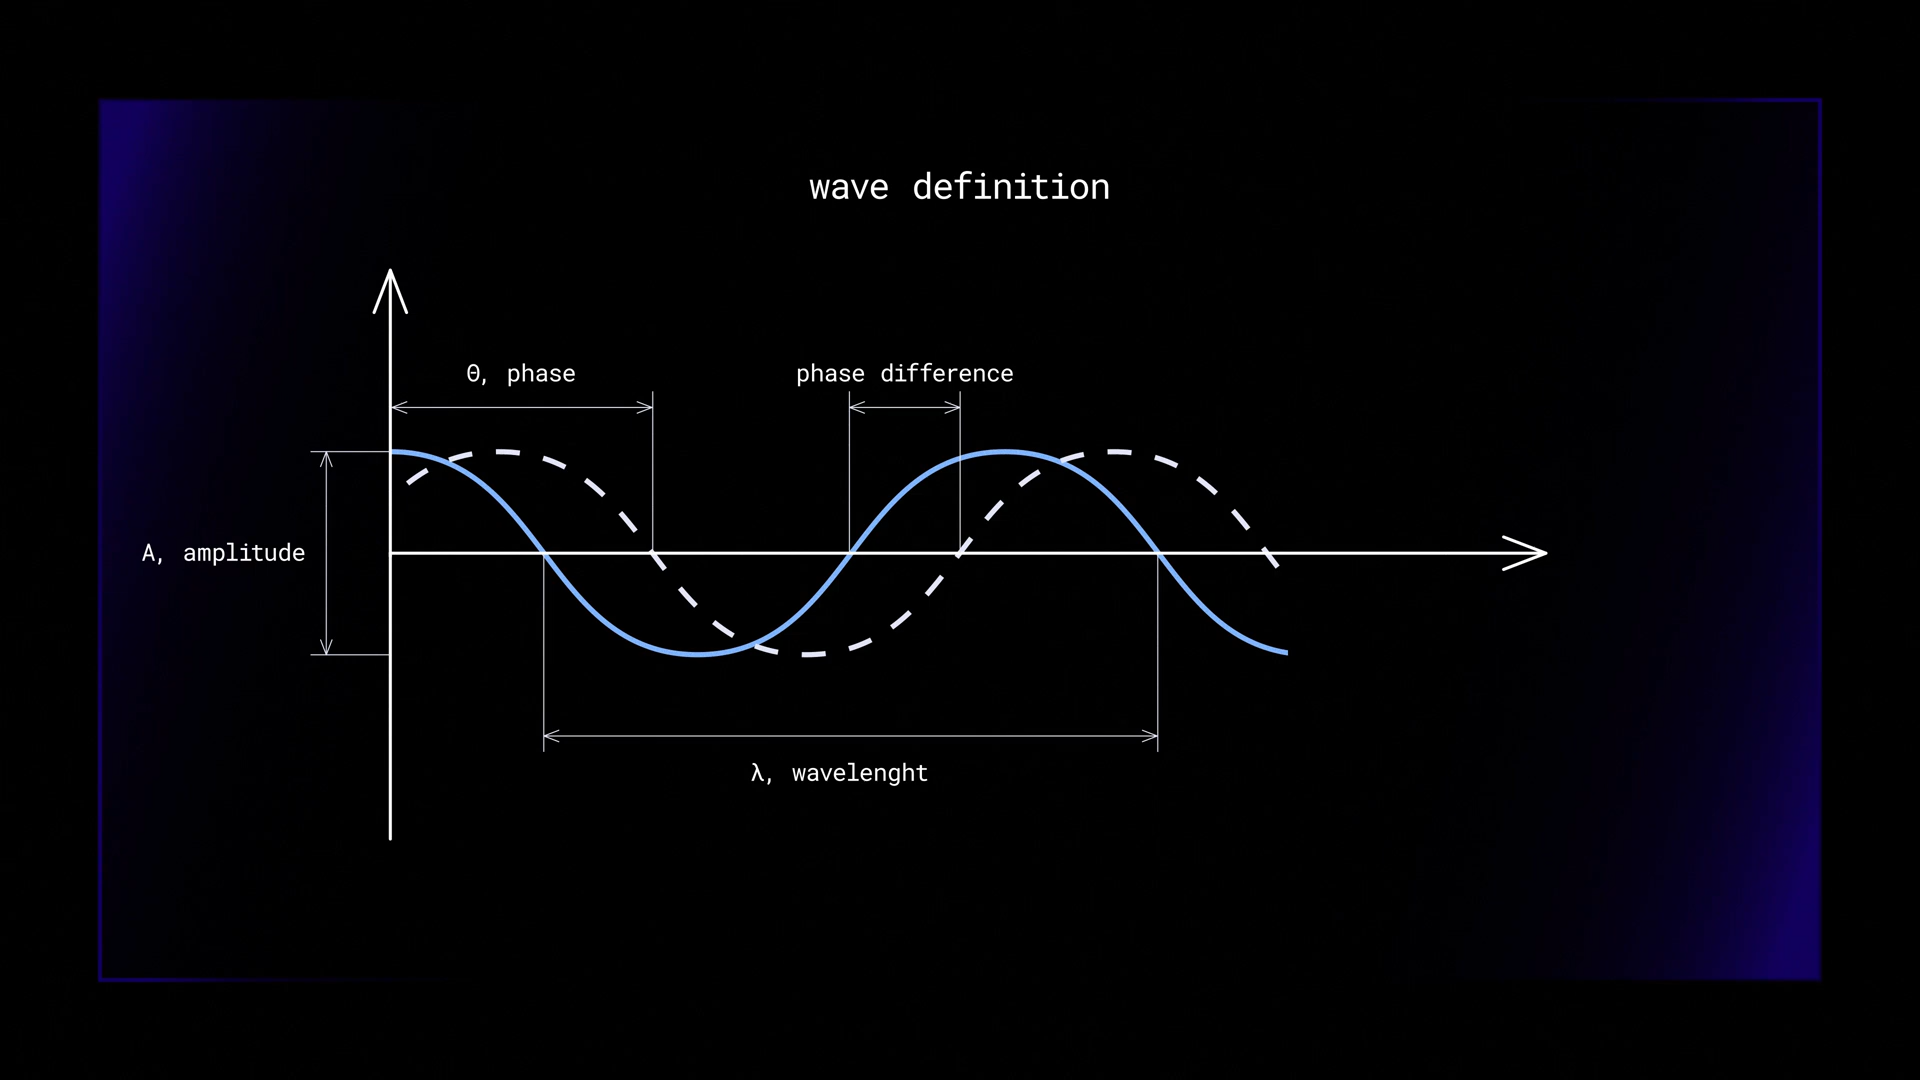 wave definition
Θ, phase
phase difference
A, amplitude
λ, wavelenght